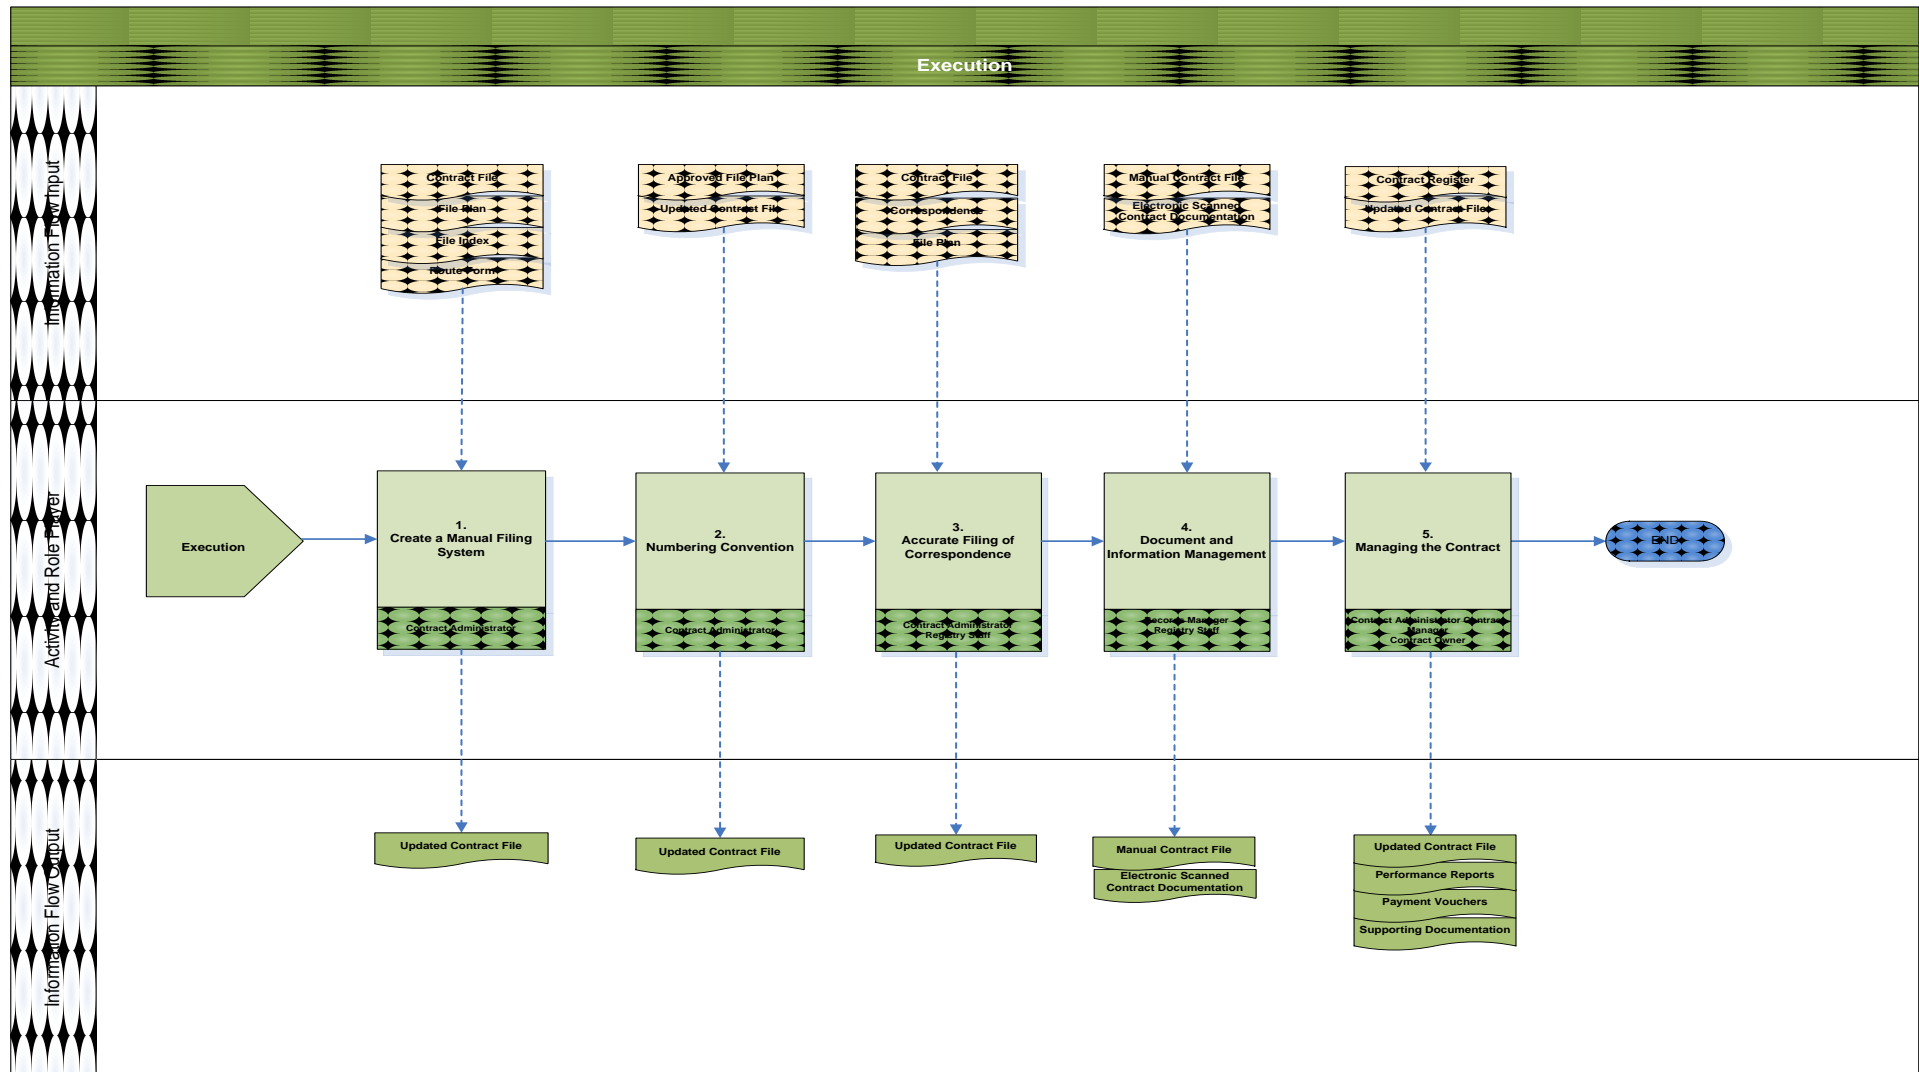 Execution
Information Flow Input
Contract File
File Plan
File Index
Route Form
Approved File Plan
Updated Contract File
Contract File
Correspondence
File Plan
Manual Contract File
Electronic Scanned
Contract Documentation
Contract Register
Updated Contract File
Activity and Role Player
Execution
1.
Create a Manual Filing
System
Contract Administrator
2.
Numbering Convention
Contract Administrator
3.
Accurate Filing of
Correspondence
Contract Administrator
Registry Staff
4.
Document and
Information Management
Records Manager
Registry Staff
5.
Managing the Contract
Contract Administrator Contract
Manager
Contract Owner
END
Information Flow Output
Updated Contract File
Updated Contract File
Updated Contract File
Manual Contract File
Electronic Scanned
Contract Documentation
Updated Contract File
Performance Reports
Payment Vouchers
Supporting Documentation